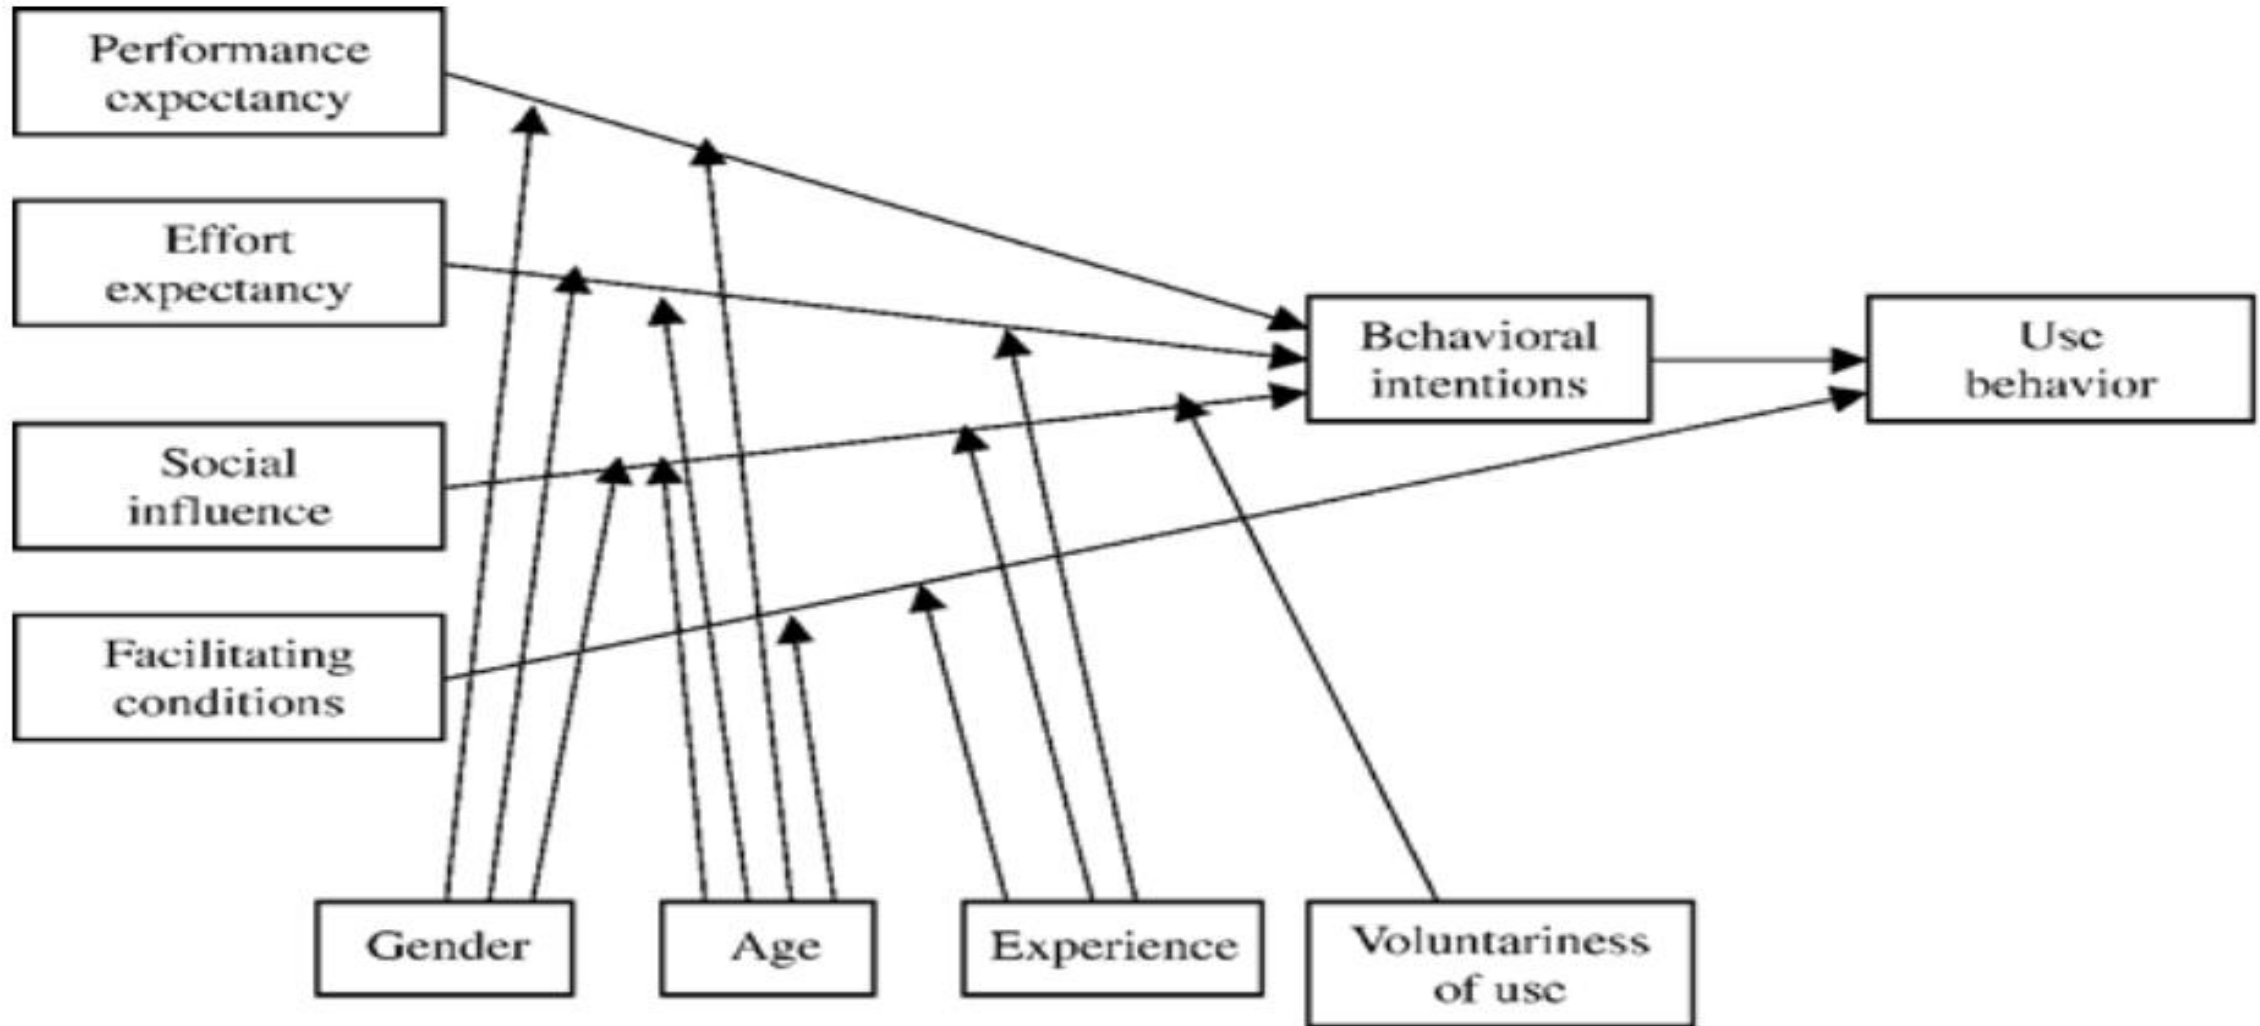 Performance
expectancy
Effort
expectancy
Social
influence
Facilitating
conditions
Behavioral
intentions
Use
behavior
Gender
Age
Experience
Voluntariness
of use